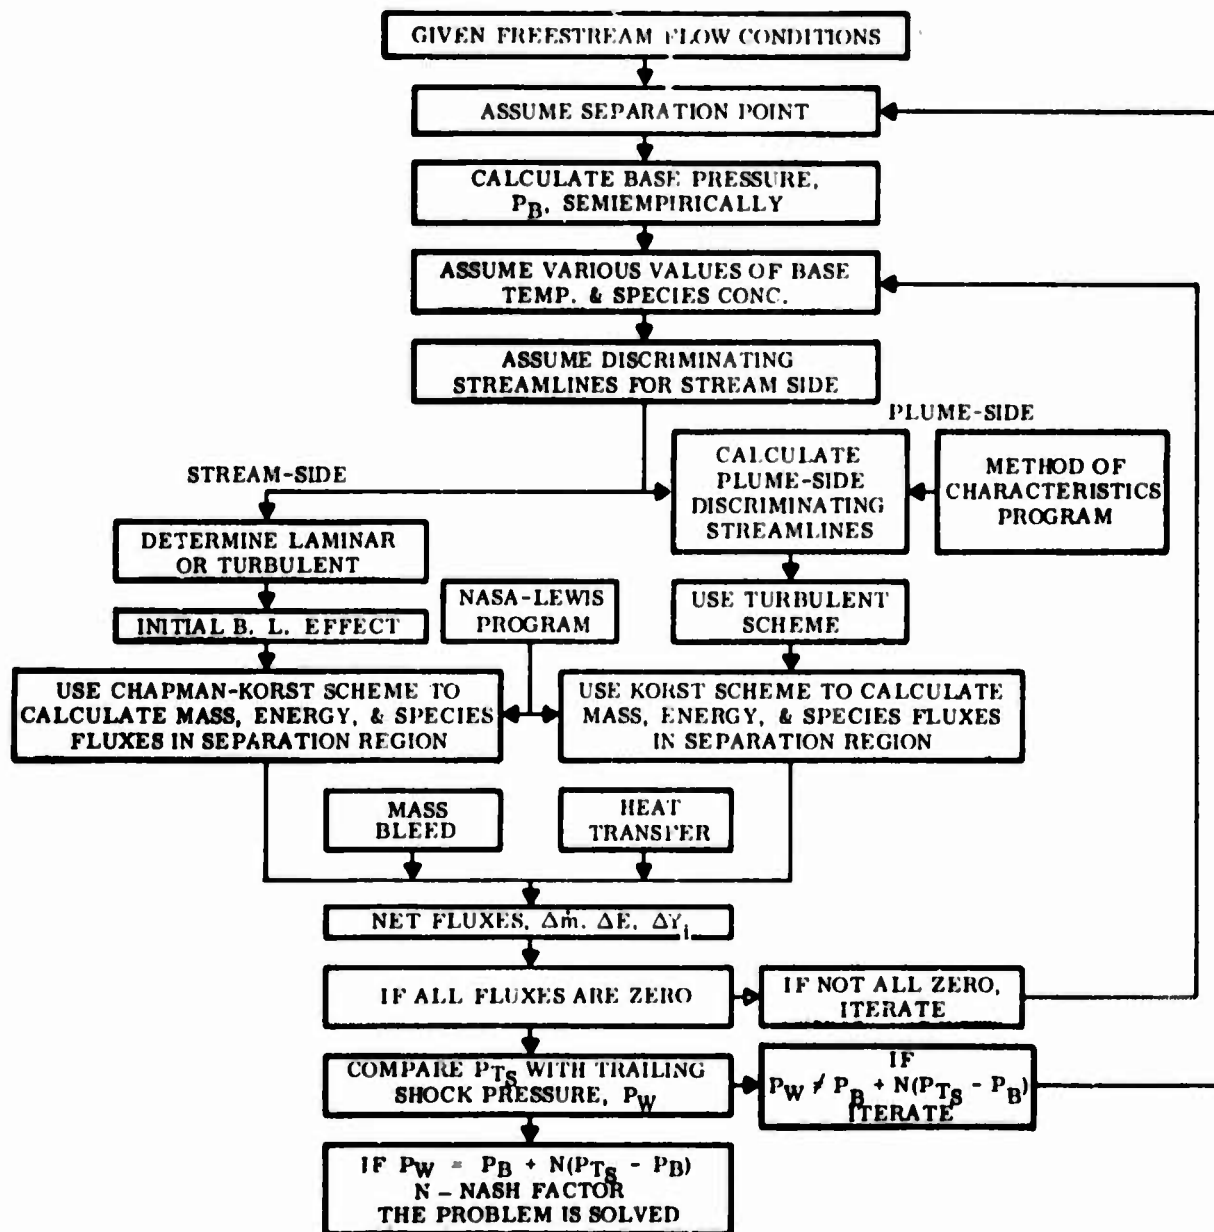 GIVEN FREESTREAM FLOW CONDITIONS
ASSUME SEPARATION POINT
CALCULATE BASE PRESSURE,
P_B, SEMIEMPIRICALLY
ASSUME VARIOUS VALUES OF BASE
TEMP. & SPECIES CONC.
ASSUME DISCRIMINATING
STREAMLINES FOR STREAM SIDE
PLUME-SIDE
STREAM-SIDE
CALCULATE
PLUME-SIDE
DISCRIMINATING
STREAMLINES
METHOD OF
CHARACTERISTICS
PROGRAM
DETERMINE LAMINAR
OR TURBULENT
INITIAL B. L. EFFECT
NASA-LEWIS
PROGRAM
USE TURBULENT
SCHEME
USE CHAPMAN-KORST SCHEME TO
CALCULATE MASS, ENERGY, & SPECIES
FLUXES IN SEPARATION REGION
USE KORST SCHEME TO CALCULATE
MASS, ENERGY, & SPECIES FLUXES
IN SEPARATION REGION
MASS
BLEED
HEAT
TRANSFER
NET FLUXES, Δṁ, ΔE, ΔY_i
IF ALL FLUXES ARE ZERO
IF NOT ALL ZERO,
ITERATE
COMPARE P_TS WITH TRAILING
SHOCK PRESSURE, P_W
IF
P_W ≠ P_B + N(P_TS - P_B)
ITERATE
IF P_W = P_B + N(P_TS - P_B)
N – NASH FACTOR
THE PROBLEM IS SOLVED